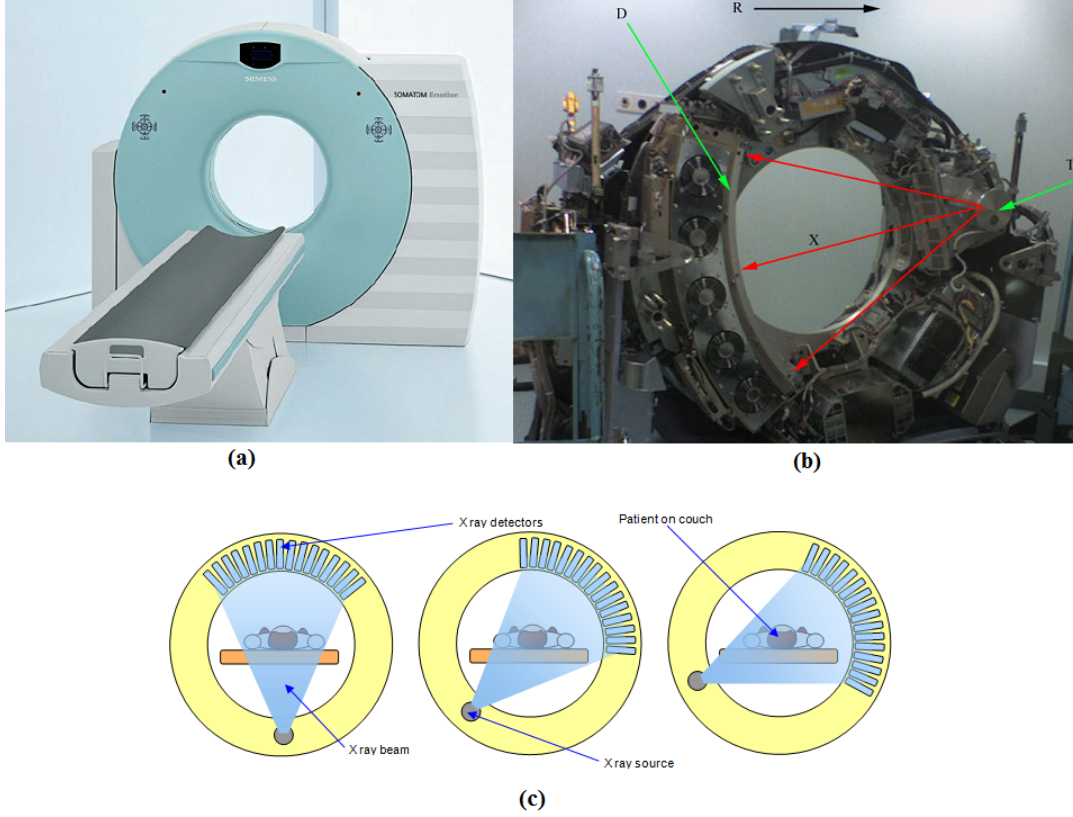 SIEMENS
SOMATOM Emotion
R
D
T
X
(a)
(b)
X ray detectors
Patient on couch
X ray beam
X ray source
(c)